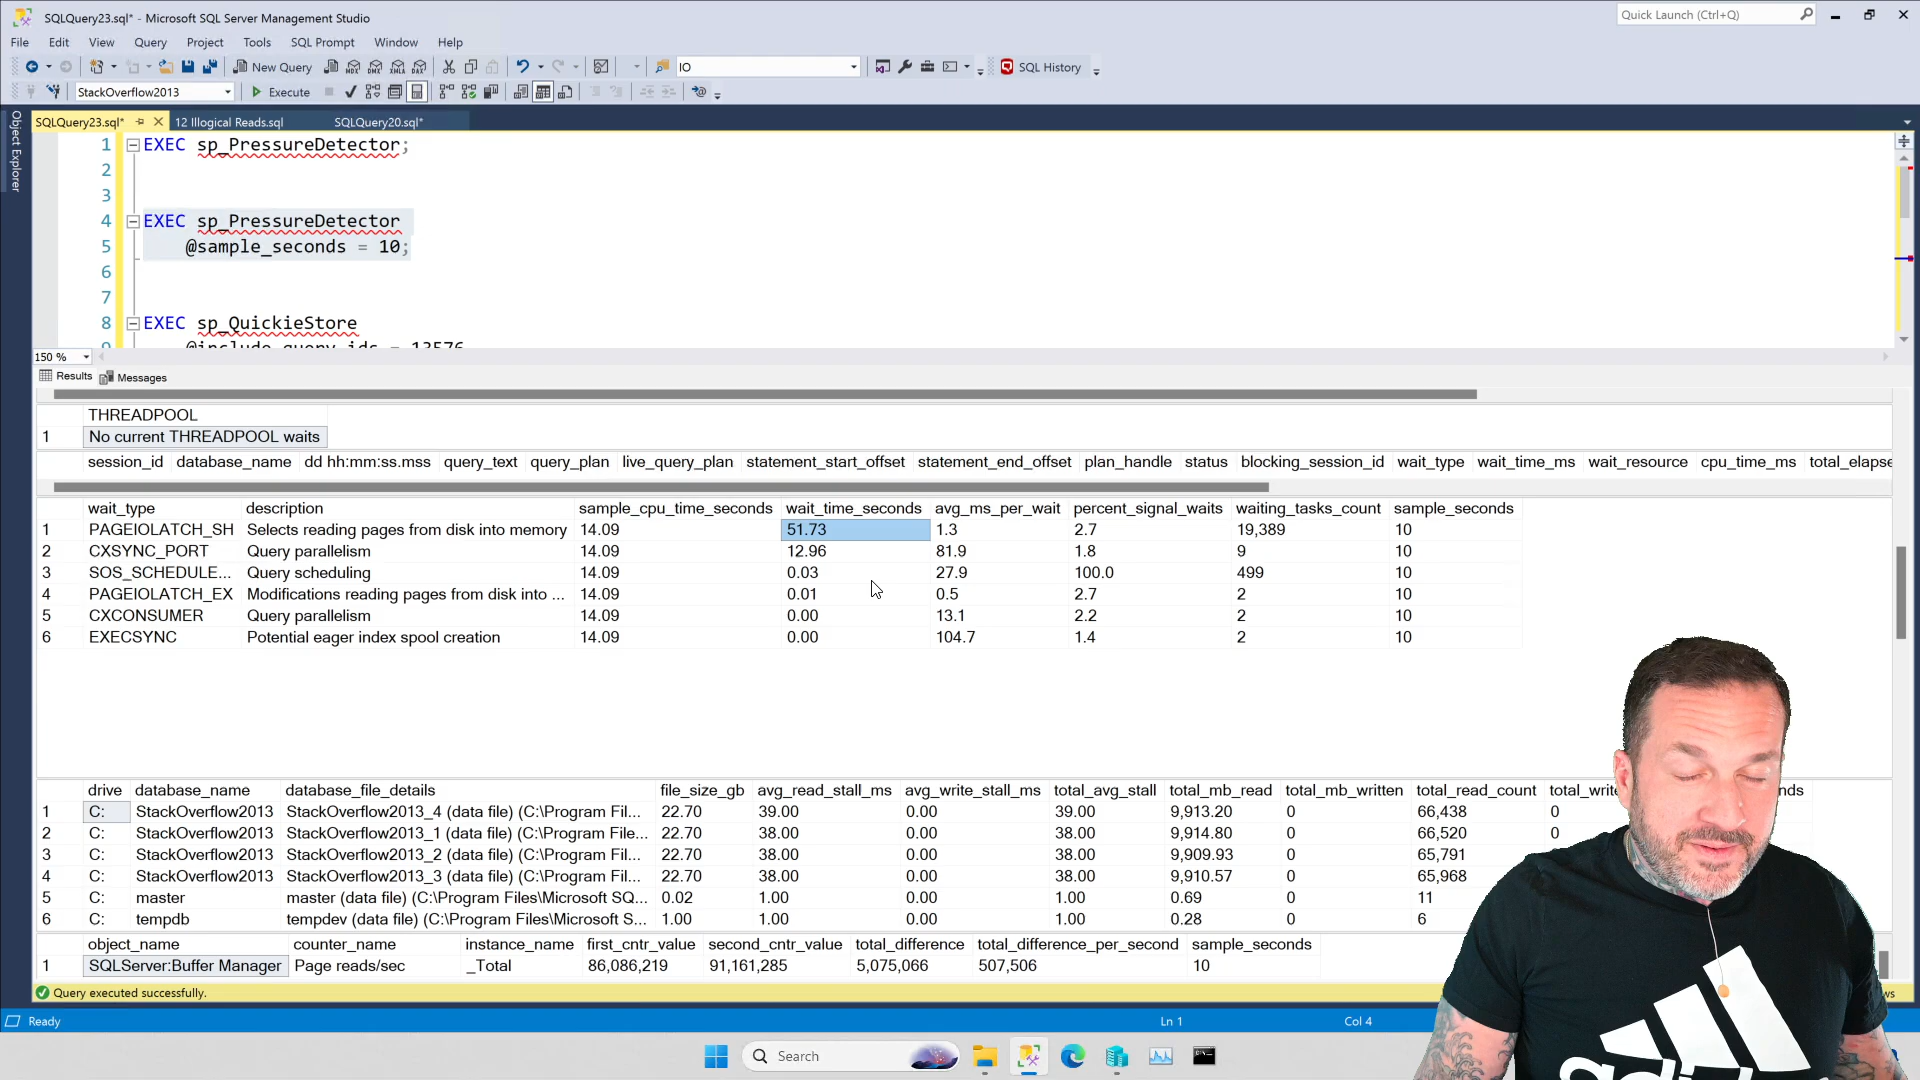 SQLQuery23.sql* - Microsoft SQL Server Management Studio
Quick Launch (Ctrl+Q)
File Edit View Query Project Tools SQL Prompt Window Help
New Query MDX DMX XMLA DAX IO SQL History
StackOverflow2013 Execute
SQLQuery23.sql* 12 Illogical Reads.sql SQLQuery20.sql*
Object Explorer
1 EXEC sp_PressureDetector;
2
3
4 EXEC sp_PressureDetector
5 @sample_seconds = 10;
6
7
8 EXEC sp_QuickieStore
9 @include_query_ids = 13576
150 %
Results Messages
THREADPOOL
1 No current THREADPOOL waits
session_id database_name dd hh:mm:ss.mss query_text query_plan live_query_plan statement_start_offset statement_end_offset plan_handle status blocking_session_id wait_type wait_time_ms wait_resource cpu_time_ms total_elapse
wait_type description sample_cpu_time_seconds wait_time_seconds avg_ms_per_wait percent_signal_waits waiting_tasks_count sample_seconds
1 PAGEIOLATCH_SH Selects reading pages from disk into memory 14.09 51.73 1.3 2.7 19,389 10
2 CXSYNC_PORT Query parallelism 14.09 12.96 81.9 1.8 9 10
3 SOS_SCHEDULE... Query scheduling 14.09 0.03 27.9 100.0 499 10
4 PAGEIOLATCH_EX Modifications reading pages from disk into ... 14.09 0.01 0.5 2.7 2 10
5 CXCONSUMER Query parallelism 14.09 0.00 13.1 2.2 2 10
6 EXECSYNC Potential eager index spool creation 14.09 0.00 104.7 1.4 2 10
drive database_name database_file_details file_size_gb avg_read_stall_ms avg_write_stall_ms total_avg_stall total_mb_read total_mb_written total_read_count total_wri nds
1 C: StackOverflow2013 StackOverflow2013_4 (data file) (C:\Program Fil... 22.70 39.00 0.00 39.00 9,913.20 0 66,438 0
2 C: StackOverflow2013 StackOverflow2013_1 (data file) (C:\Program File... 22.70 38.00 0.00 38.00 9,914.80 0 66,520 0
3 C: StackOverflow2013 StackOverflow2013_2 (data file) (C:\Program Fil... 22.70 38.00 0.00 38.00 9,909.93 0 65,791
4 C: StackOverflow2013 StackOverflow2013_3 (data file) (C:\Program Fil... 22.70 38.00 0.00 38.00 9,910.57 0 65,968
5 C: master master (data file) (C:\Program Files\Microsoft SQ... 0.02 1.00 0.00 1.00 0.69 0 11
6 C: tempdb tempdev (data file) (C:\Program Files\Microsoft S... 1.00 1.00 0.00 1.00 0.28 0 6
object_name counter_name instance_name first_cntr_value second_cntr_value total_difference total_difference_per_second sample_seconds
1 SQLServer:Buffer Manager Page reads/sec _Total 86,086,219 91,161,285 5,075,066 507,506 10
Query executed successfully. ws
Ready Ln 1 Col 4
Search
adidas